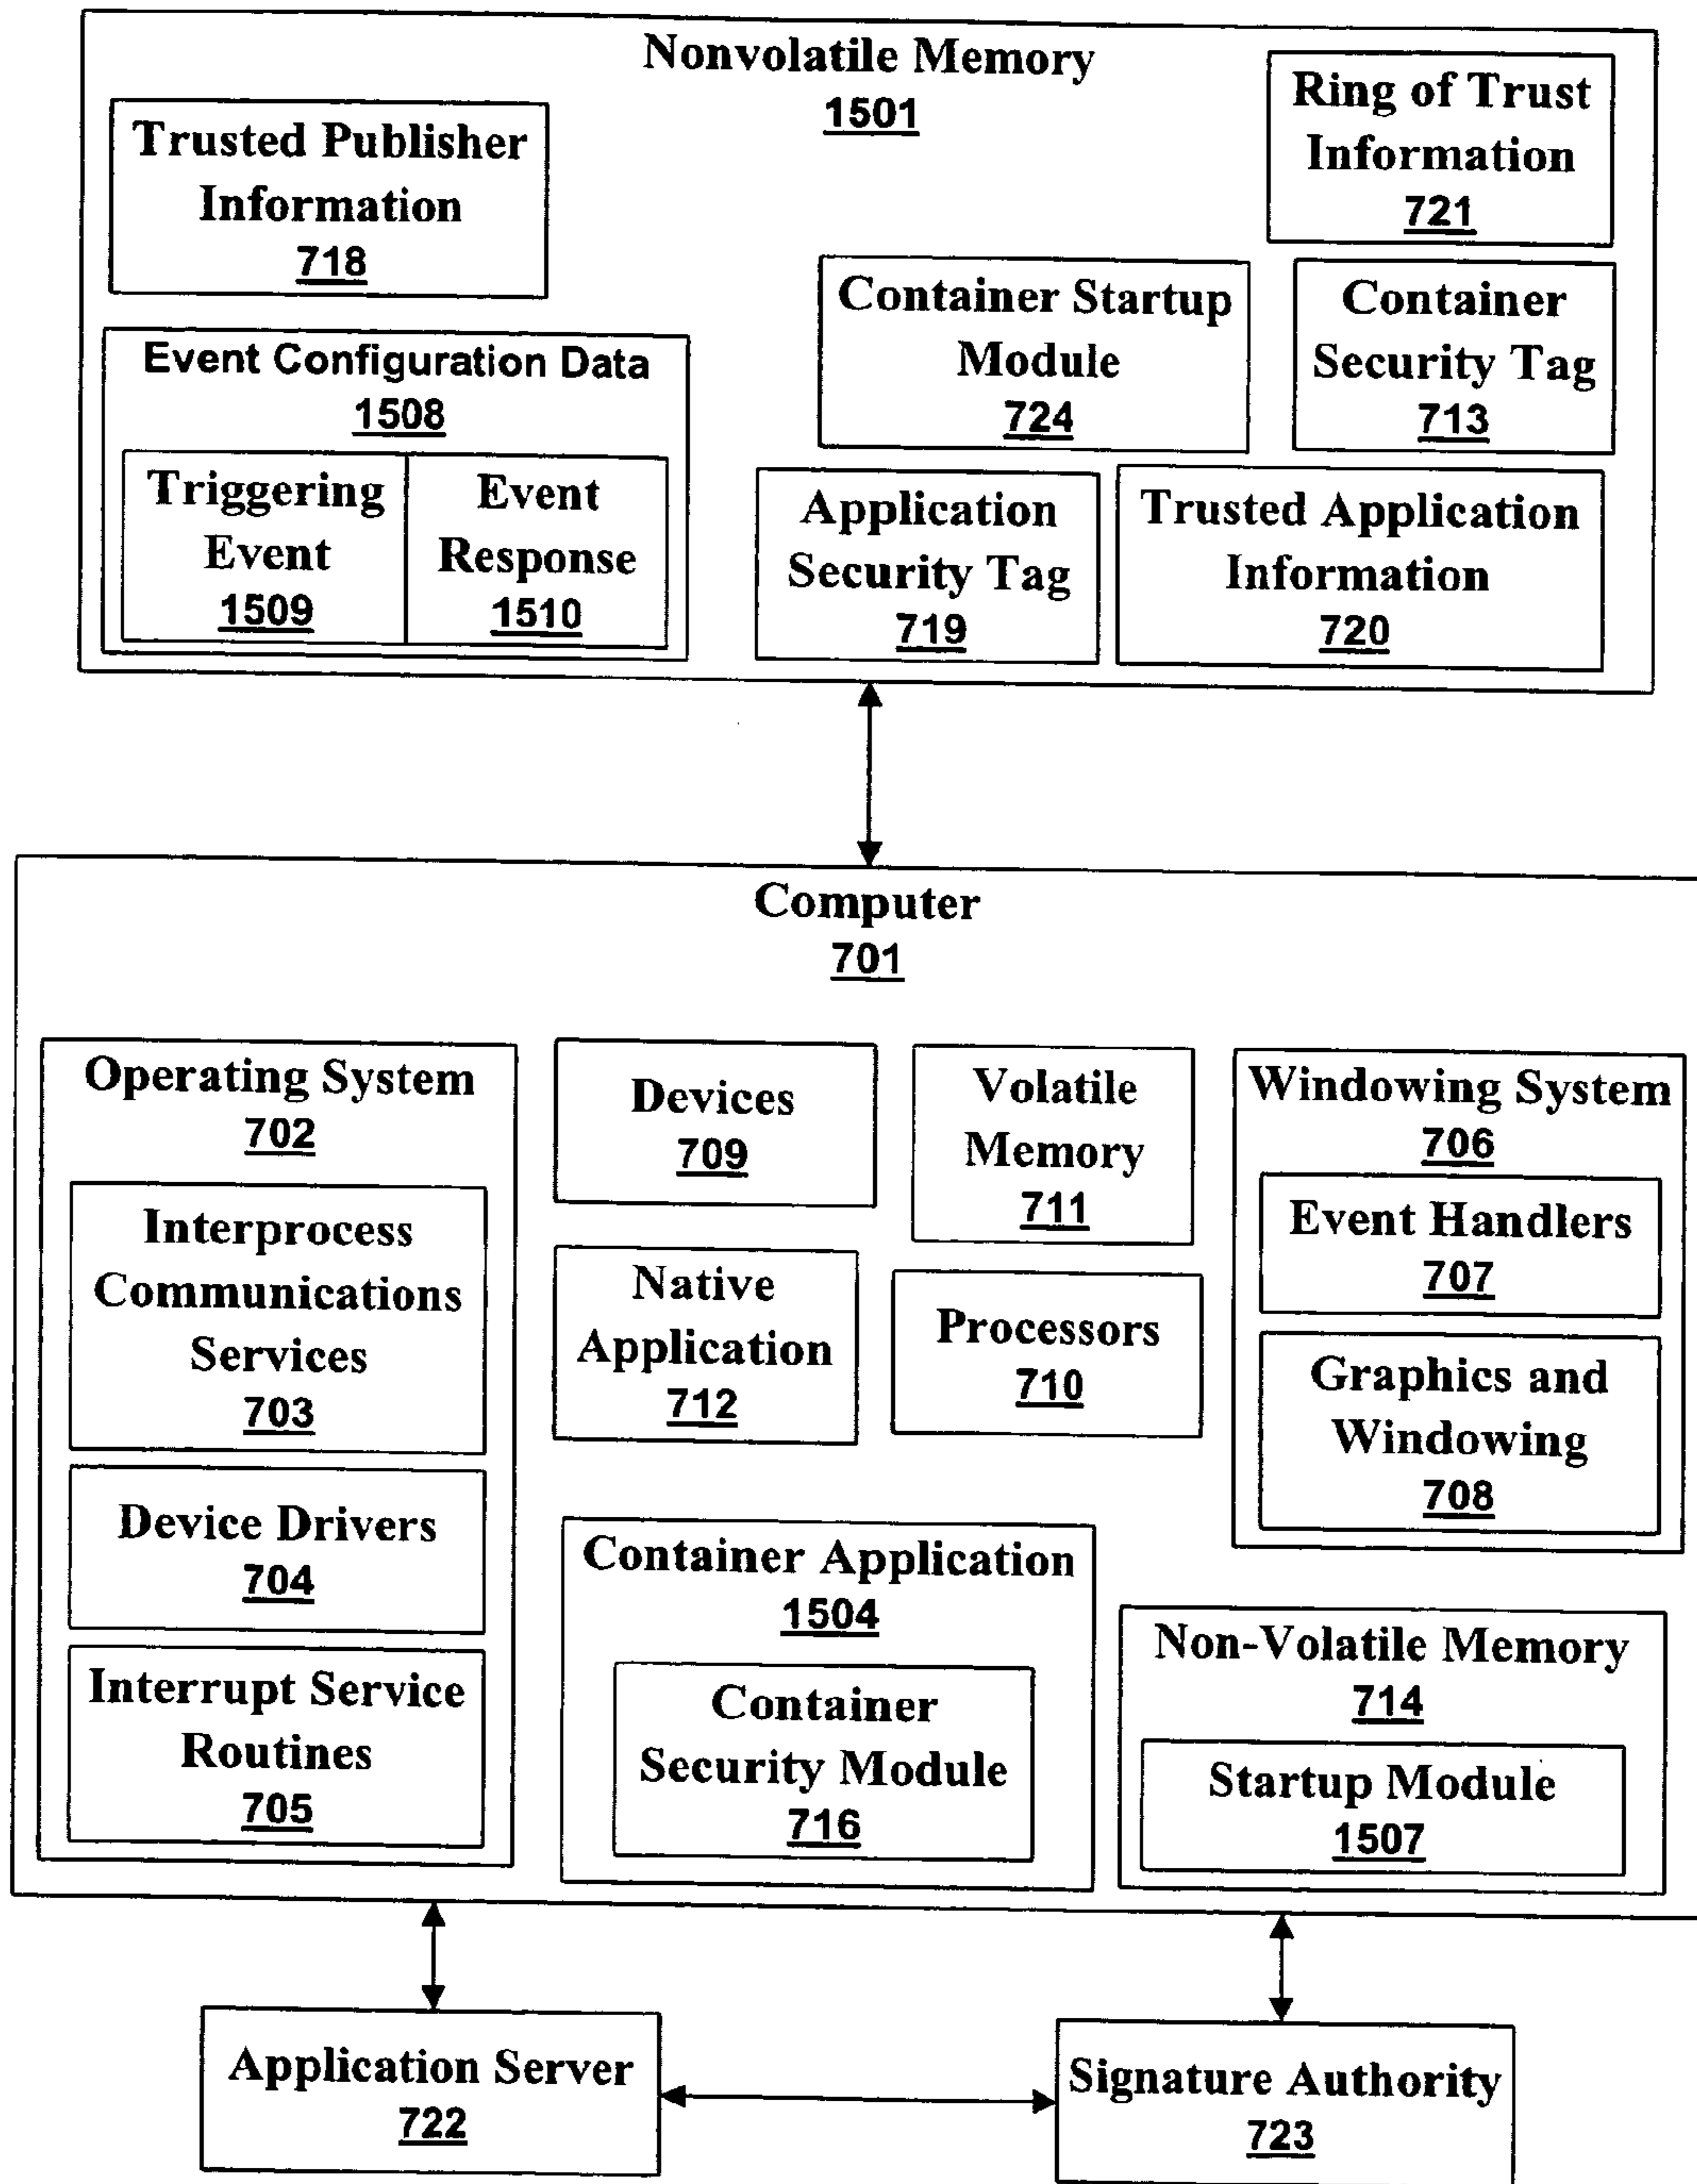 Nonvolatile Memory
1501
Trusted Publisher
Information
718
Ring of Trust
Information
721
Container Startup
Module
724
Container
Security Tag
713
Event Configuration Data
1508
Triggering
Event
1509
Event
Response
1510
Application
Security Tag
719
Trusted Application
Information
720
Computer
701
Operating System
702
Interprocess
Communications
Services
703
Device Drivers
704
Interrupt Service
Routines
705
Devices
709
Volatile
Memory
711
Native
Application
712
Processors
710
Windowing System
706
Event Handlers
707
Graphics and
Windowing
708
Container Application
1504
Container
Security Module
716
Non-Volatile Memory
714
Startup Module
1507
Application Server
722
Signature Authority
723